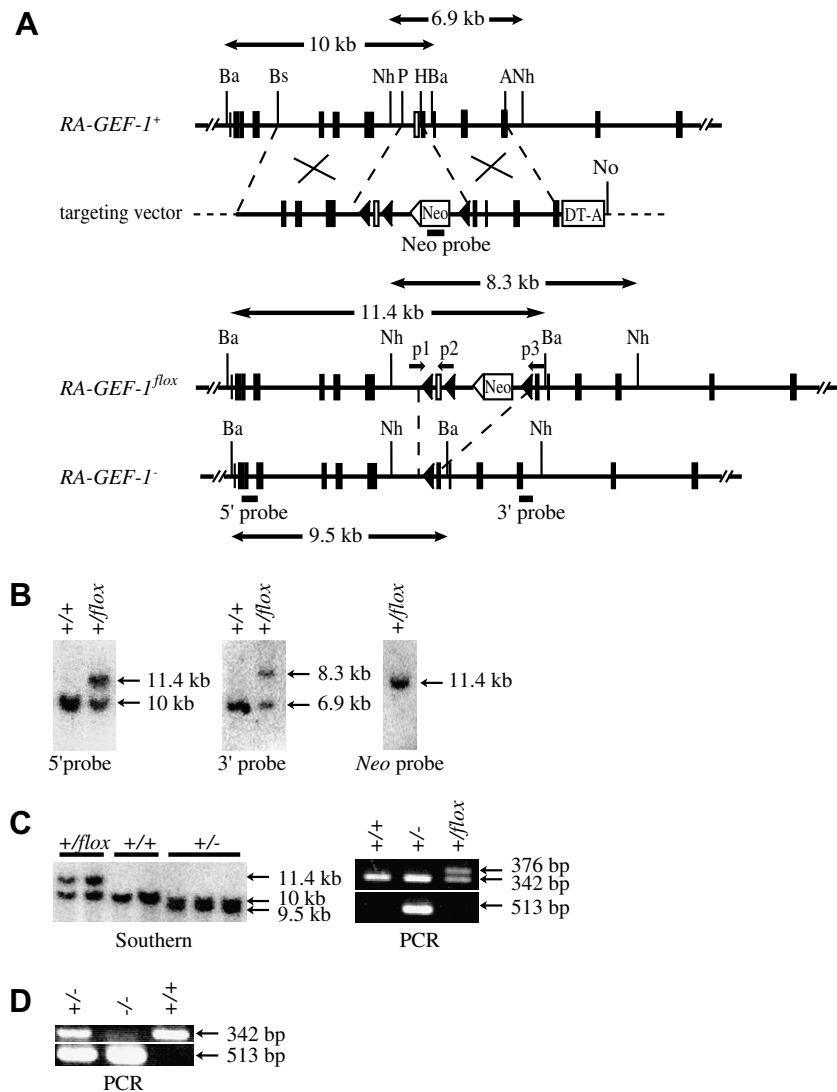 A
6.9 kb
10 kb
Ba Bs Nh P HBa ANh
RA-GEF-1+
No
targeting vector
Neo DT-A
Neo probe
8.3 kb
11.4 kb
Ba Nh p1 p2 p3 Ba Nh
RA-GEF-1flox
Neo
Ba Nh Ba Nh
RA-GEF-1-
5' probe 3' probe
9.5 kb
B
+/+ +/flox
11.4 kb
10 kb
5'probe
+/+ +/flox
8.3 kb
6.9 kb
3' probe
+/flox
11.4 kb
Neo probe
C
+/flox +/+ +/-
11.4 kb
10 kb
9.5 kb
Southern
+/+ +/- +/flox
376 bp
342 bp
513 bp
PCR
D
+/- -/- +/+
342 bp
513 bp
PCR